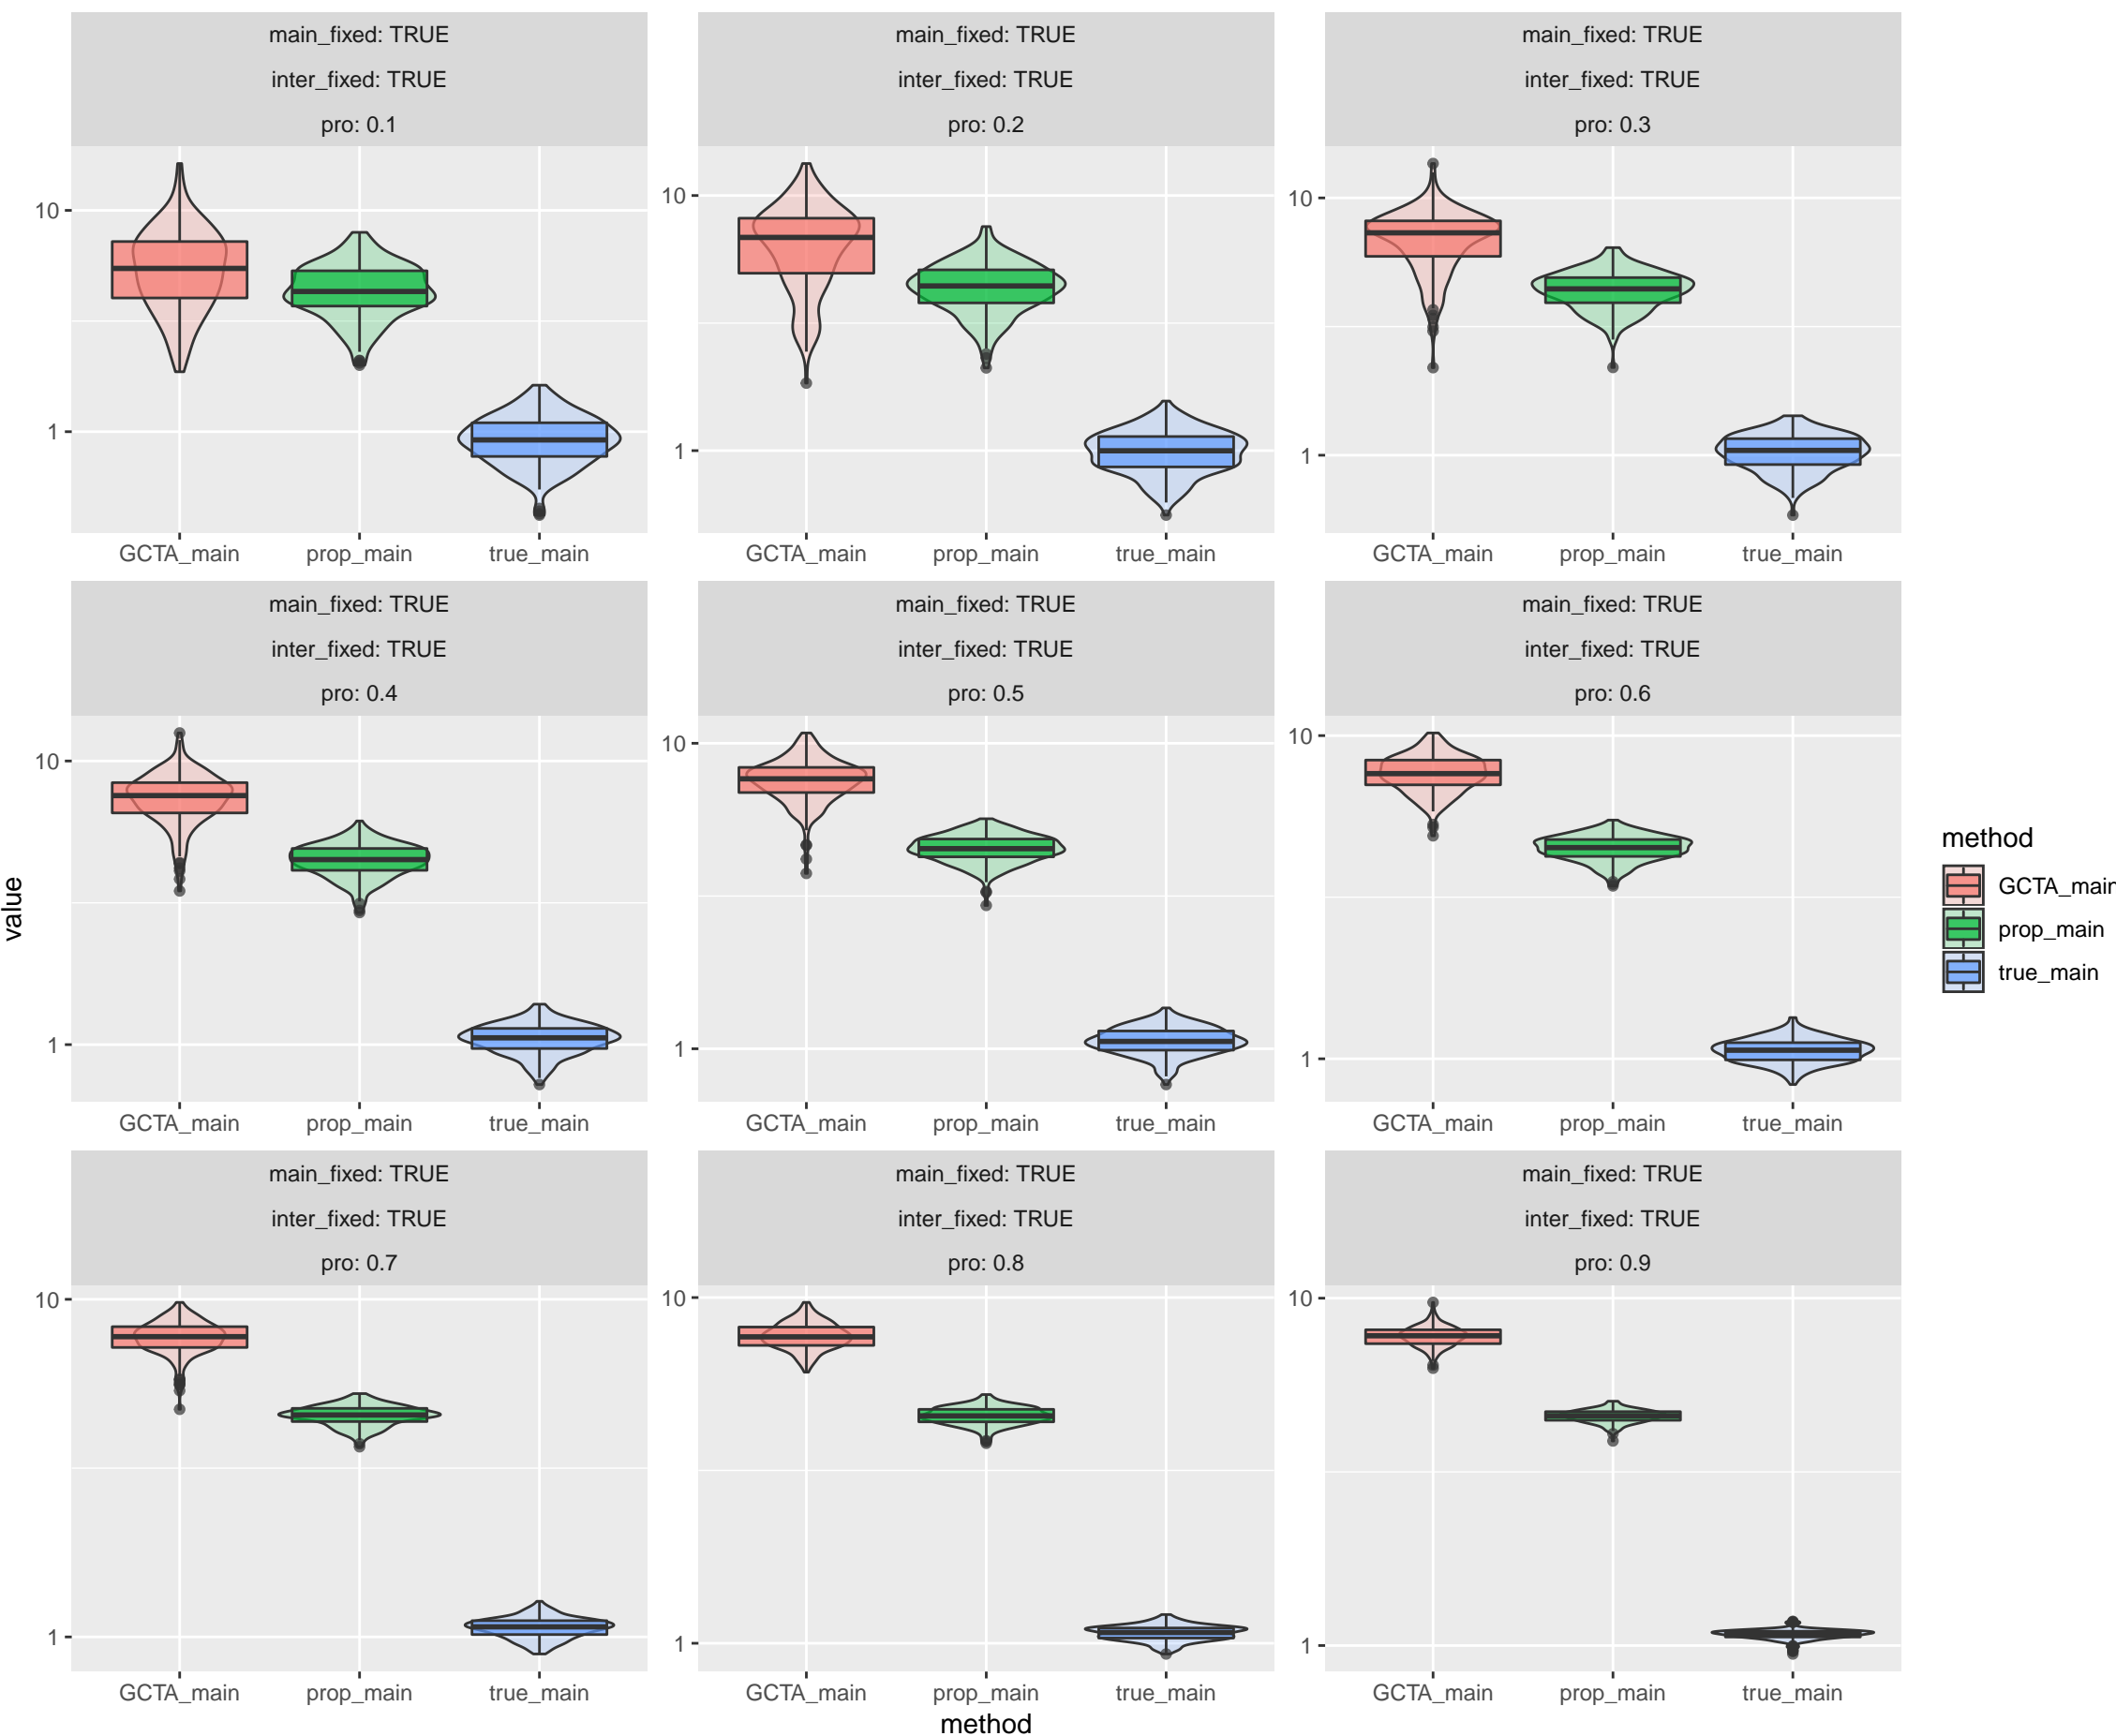 main_fixed: TRUE
inter_fixed: TRUE
pro: 0.1
main_fixed: TRUE
inter_fixed: TRUE
pro: 0.2
main_fixed: TRUE
inter_fixed: TRUE
pro: 0.3
10
1
GCTA_main prop_main true_main
10
1
GCTA_main prop_main true_main
10
1
GCTA_main prop_main true_main
main_fixed: TRUE
inter_fixed: TRUE
pro: 0.4
main_fixed: TRUE
inter_fixed: TRUE
pro: 0.5
main_fixed: TRUE
inter_fixed: TRUE
pro: 0.6
10
1
GCTA_main prop_main true_main
10
1
GCTA_main prop_main true_main
10
1
GCTA_main prop_main true_main
main_fixed: TRUE
inter_fixed: TRUE
pro: 0.7
main_fixed: TRUE
inter_fixed: TRUE
pro: 0.8
main_fixed: TRUE
inter_fixed: TRUE
pro: 0.9
10
1
GCTA_main prop_main true_main
10
1
GCTA_main prop_main true_main
10
1
GCTA_main prop_main true_main
value
method
method
GCTA_main
prop_main
true_main